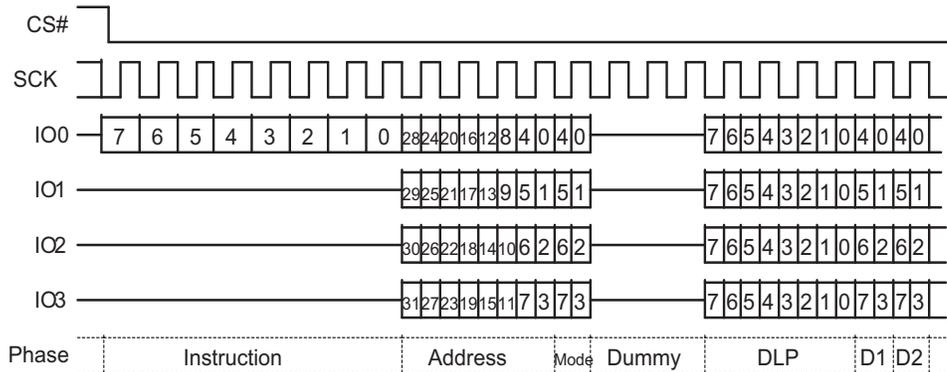 CS#
SCK
IO0 7 6 5 4 3 2 1 0 28 24 20 16 12 8 4 0 4 0 7 6 5 4 3 2 1 0 4 0 4 0
IO1 29 25 21 17 13 9 5 1 5 1 7 6 5 4 3 2 1 0 5 1 5 1
IO2 30 26 22 18 14 10 6 2 6 2 7 6 5 4 3 2 1 0 6 2 6 2
IO3 31 27 23 19 15 11 7 3 7 3 7 6 5 4 3 2 1 0 7 3 7 3
Phase Instruction Address Mode Dummy DLP D1 D2